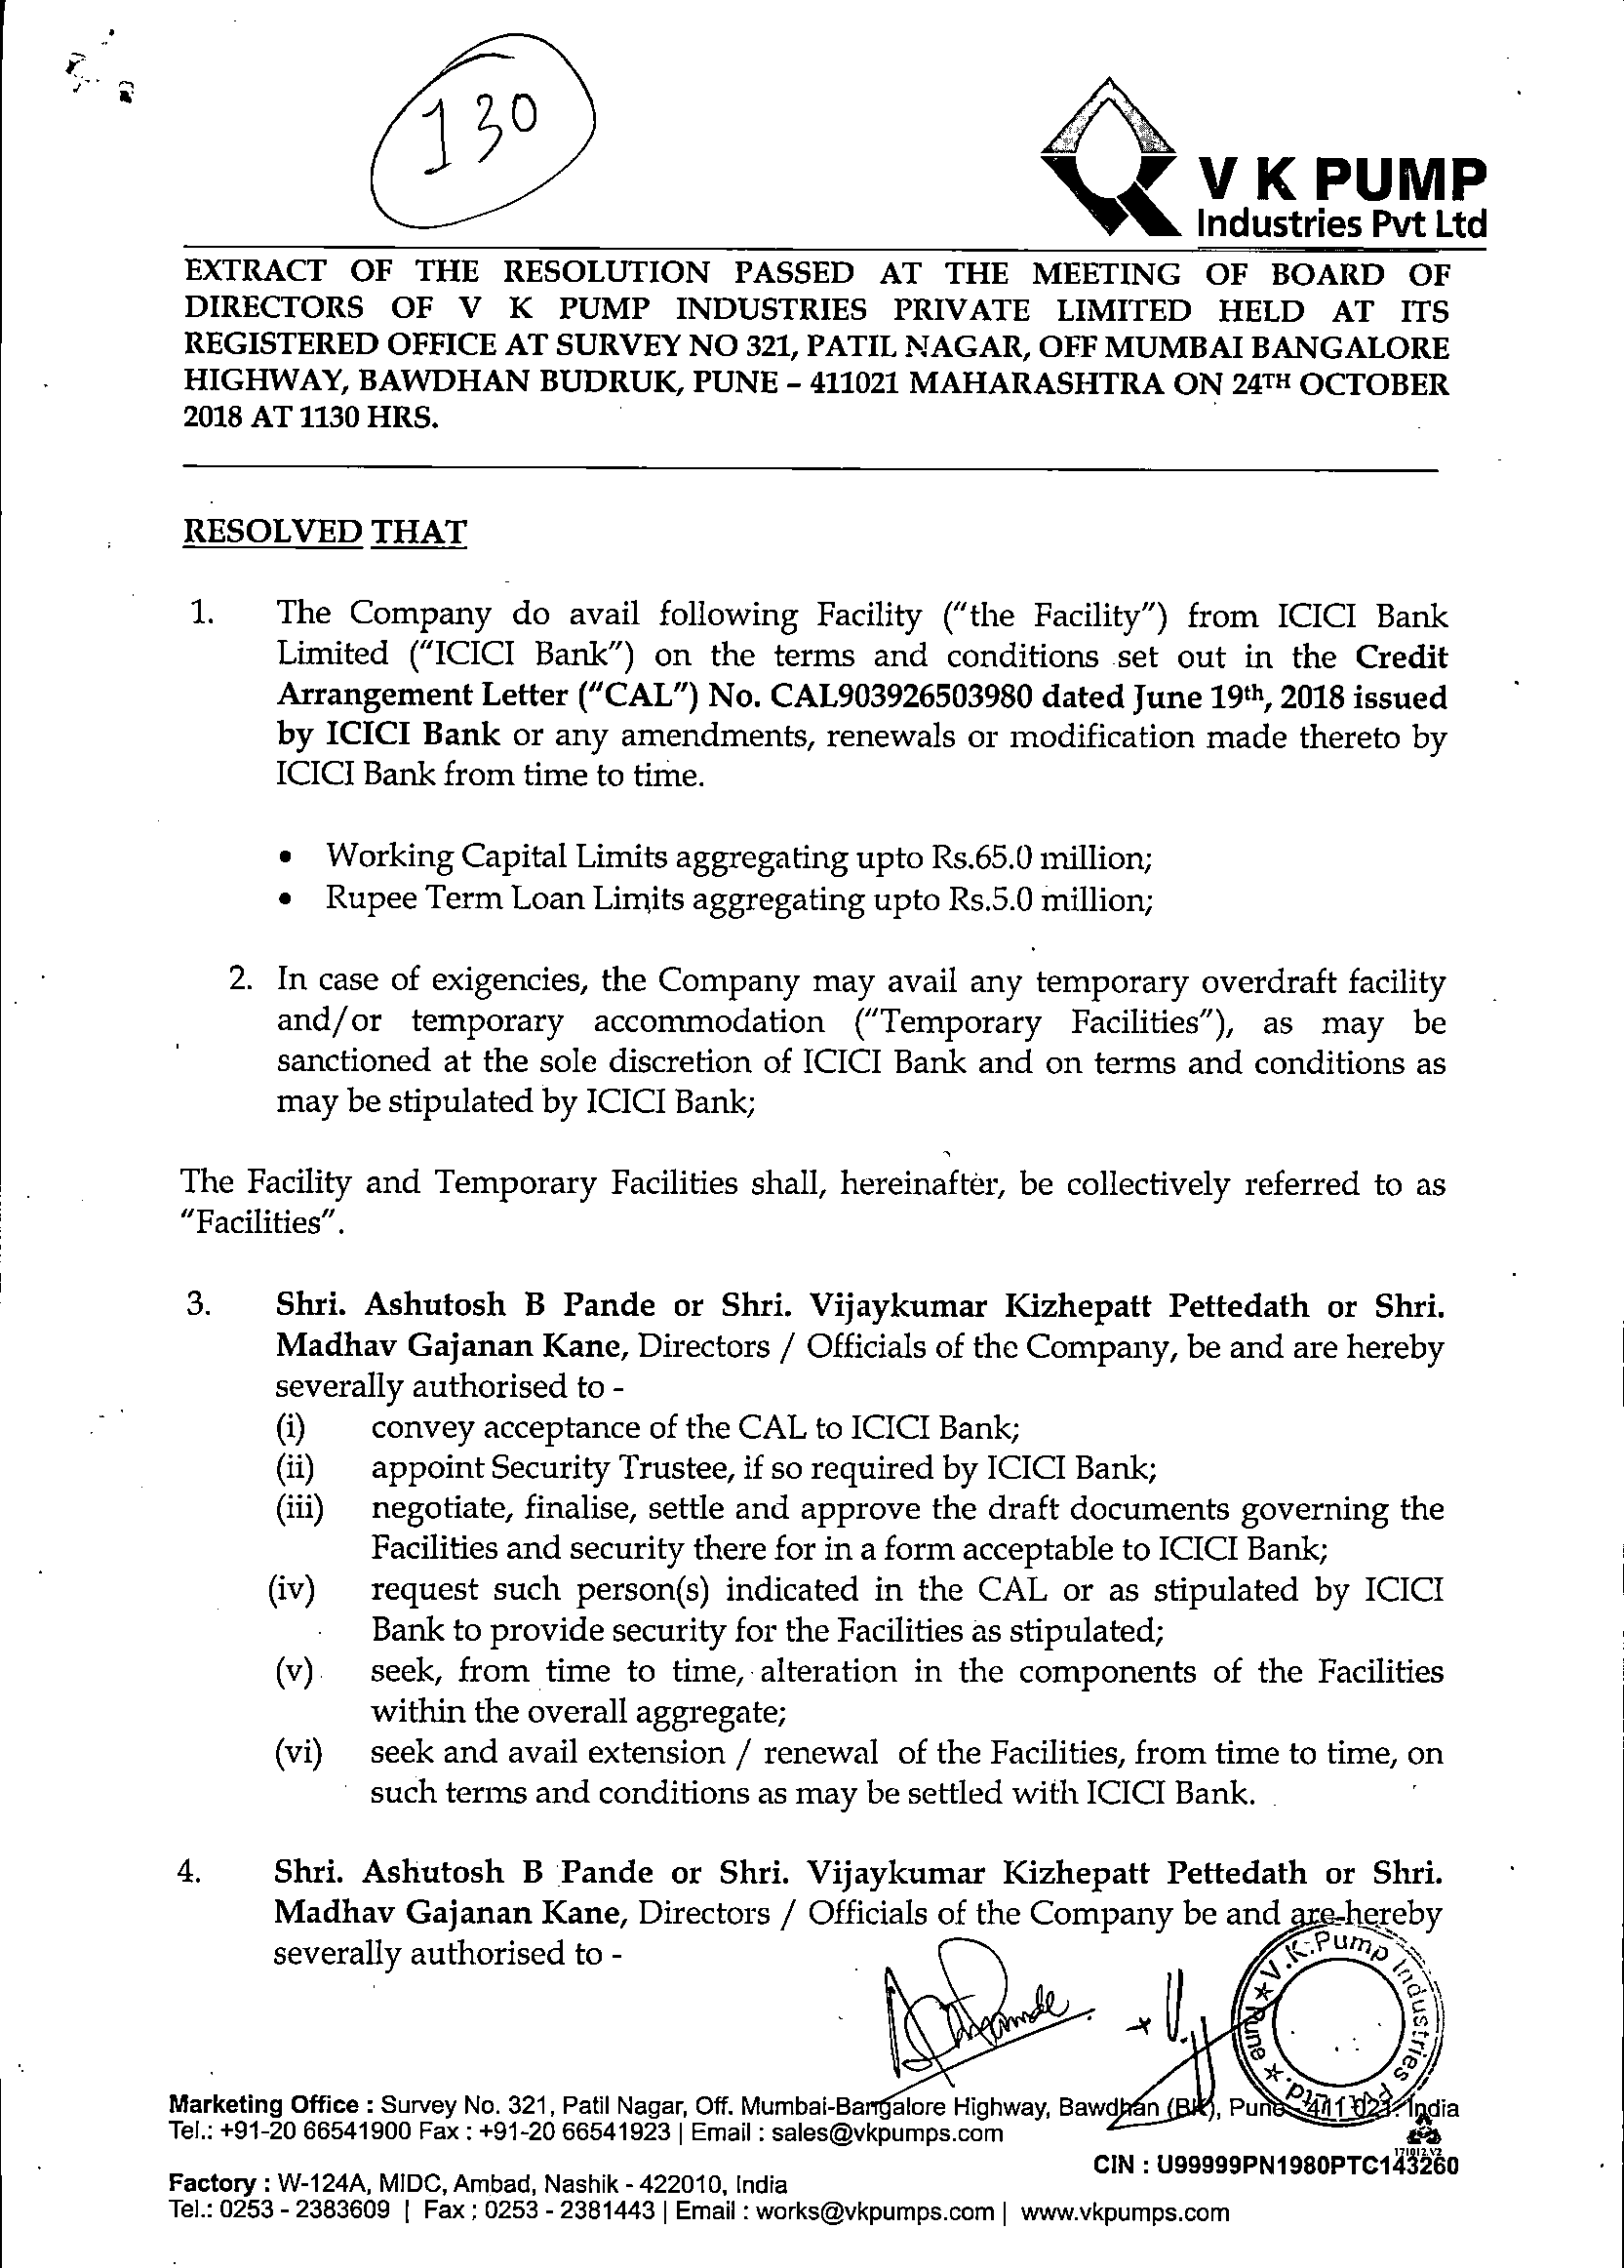 130
V K PUMP
Industries Pvt Ltd
EXTRACT OF THE RESOLUTION PASSED AT THE MEETING OF BOARD OF
DIRECTORS OF V K PUMP INDUSTRIES PRIVATE LIMITED HELD AT ITS
REGISTERED OFFICE AT SURVEY NO 321, PATIL NAGAR, OFF MUMBAI BANGALORE
HIGHWAY, BAWDHAN BUDRUK, PUNE – 411021 MAHARASHTRA ON 24TH OCTOBER
2018 AT 1130 HRS.
RESOLVED THAT
1. The Company do avail following Facility ("the Facility") from ICICI Bank
Limited ("ICICI Bank") on the terms and conditions set out in the Credit
Arrangement Letter ("CAL") No. CAL903926503980 dated June 19th, 2018 issued
by ICICI Bank or any amendments, renewals or modification made thereto by
ICICI Bank from time to time.
• Working Capital Limits aggregating upto Rs.65.0 million;
• Rupee Term Loan Limits aggregating upto Rs.5.0 million;
2. In case of exigencies, the Company may avail any temporary overdraft facility
and/or temporary accommodation ("Temporary Facilities"), as may be
sanctioned at the sole discretion of ICICI Bank and on terms and conditions as
may be stipulated by ICICI Bank;
The Facility and Temporary Facilities shall, hereinafter, be collectively referred to as
"Facilities".
3. Shri. Ashutosh B Pande or Shri. Vijaykumar Kizhepatt Pettedath or Shri.
Madhav Gajanan Kane, Directors / Officials of the Company, be and are hereby
severally authorised to -
(i) convey acceptance of the CAL to ICICI Bank;
(ii) appoint Security Trustee, if so required by ICICI Bank;
(iii) negotiate, finalise, settle and approve the draft documents governing the
Facilities and security there for in a form acceptable to ICICI Bank;
(iv) request such person(s) indicated in the CAL or as stipulated by ICICI
Bank to provide security for the Facilities as stipulated;
(v) seek, from time to time, alteration in the components of the Facilities
within the overall aggregate;
(vi) seek and avail extension / renewal of the Facilities, from time to time, on
such terms and conditions as may be settled with ICICI Bank.
4. Shri. Ashutosh B Pande or Shri. Vijaykumar Kizhepatt Pettedath or Shri.
Madhav Gajanan Kane, Directors / Officials of the Company be and are hereby
severally authorised to -
V.K. Pump Industries Pvt. Ltd. Pune
Marketing Office : Survey No. 321, Patil Nagar, Off. Mumbai-Bangalore Highway, Bawdhan (BK), Pune - 411 023. India
Tel.: +91-20 66541900 Fax : +91-20 66541923 | Email : sales@vkpumps.com
171012.V2
CIN : U99999PN1980PTC143260
Factory : W-124A, MIDC, Ambad, Nashik - 422010, India
Tel.: 0253 - 2383609 | Fax : 0253 - 2381443 | Email : works@vkpumps.com | www.vkpumps.com